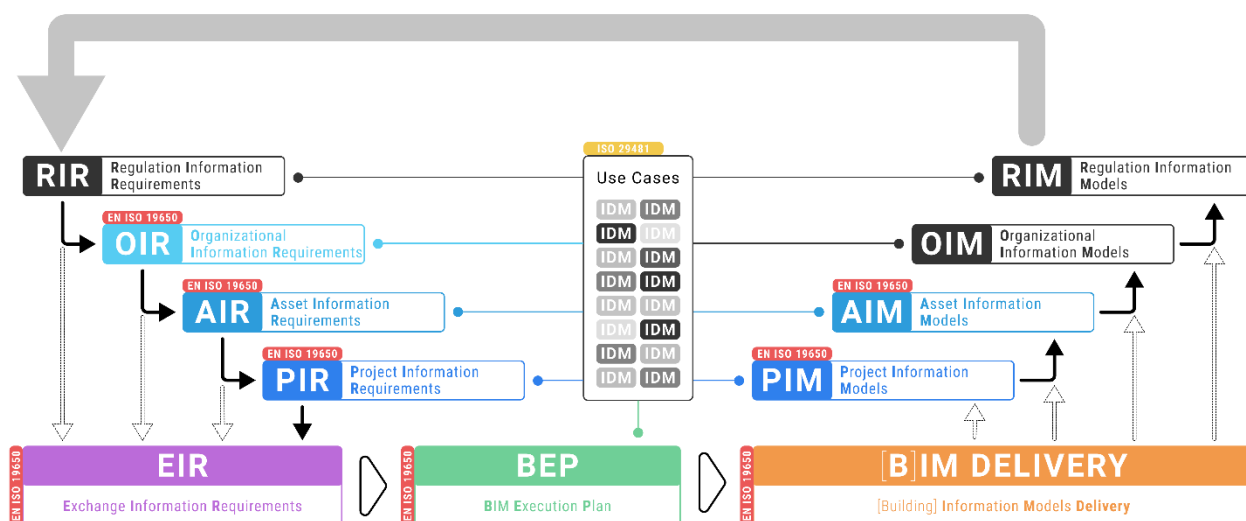 ISO 29481
RIR
Regulation Information
Requirements
Use Cases
RIM
Regulation Information
Models
IDM IDM
IDM IDM
IDM IDM
IDM IDM
IDM IDM
IDM IDM
IDM IDM
IDM IDM
EN ISO 19650
OIR
Organizational
Information Requirements
OIM
Organizational
Information Models
EN ISO 19650
AIR
Asset Information
Requirements
EN ISO 19650
AIM
Asset Information
Models
EN ISO 19650
PIR
Project Information
Requirements
EN ISO 19650
PIM
Project Information
Models
EN ISO 19650
EIR
Exchange Information Requirements
EN ISO 19650
BEP
BIM Execution Plan
EN ISO 19650
[B]IM DELIVERY
[Building] Information Models Delivery